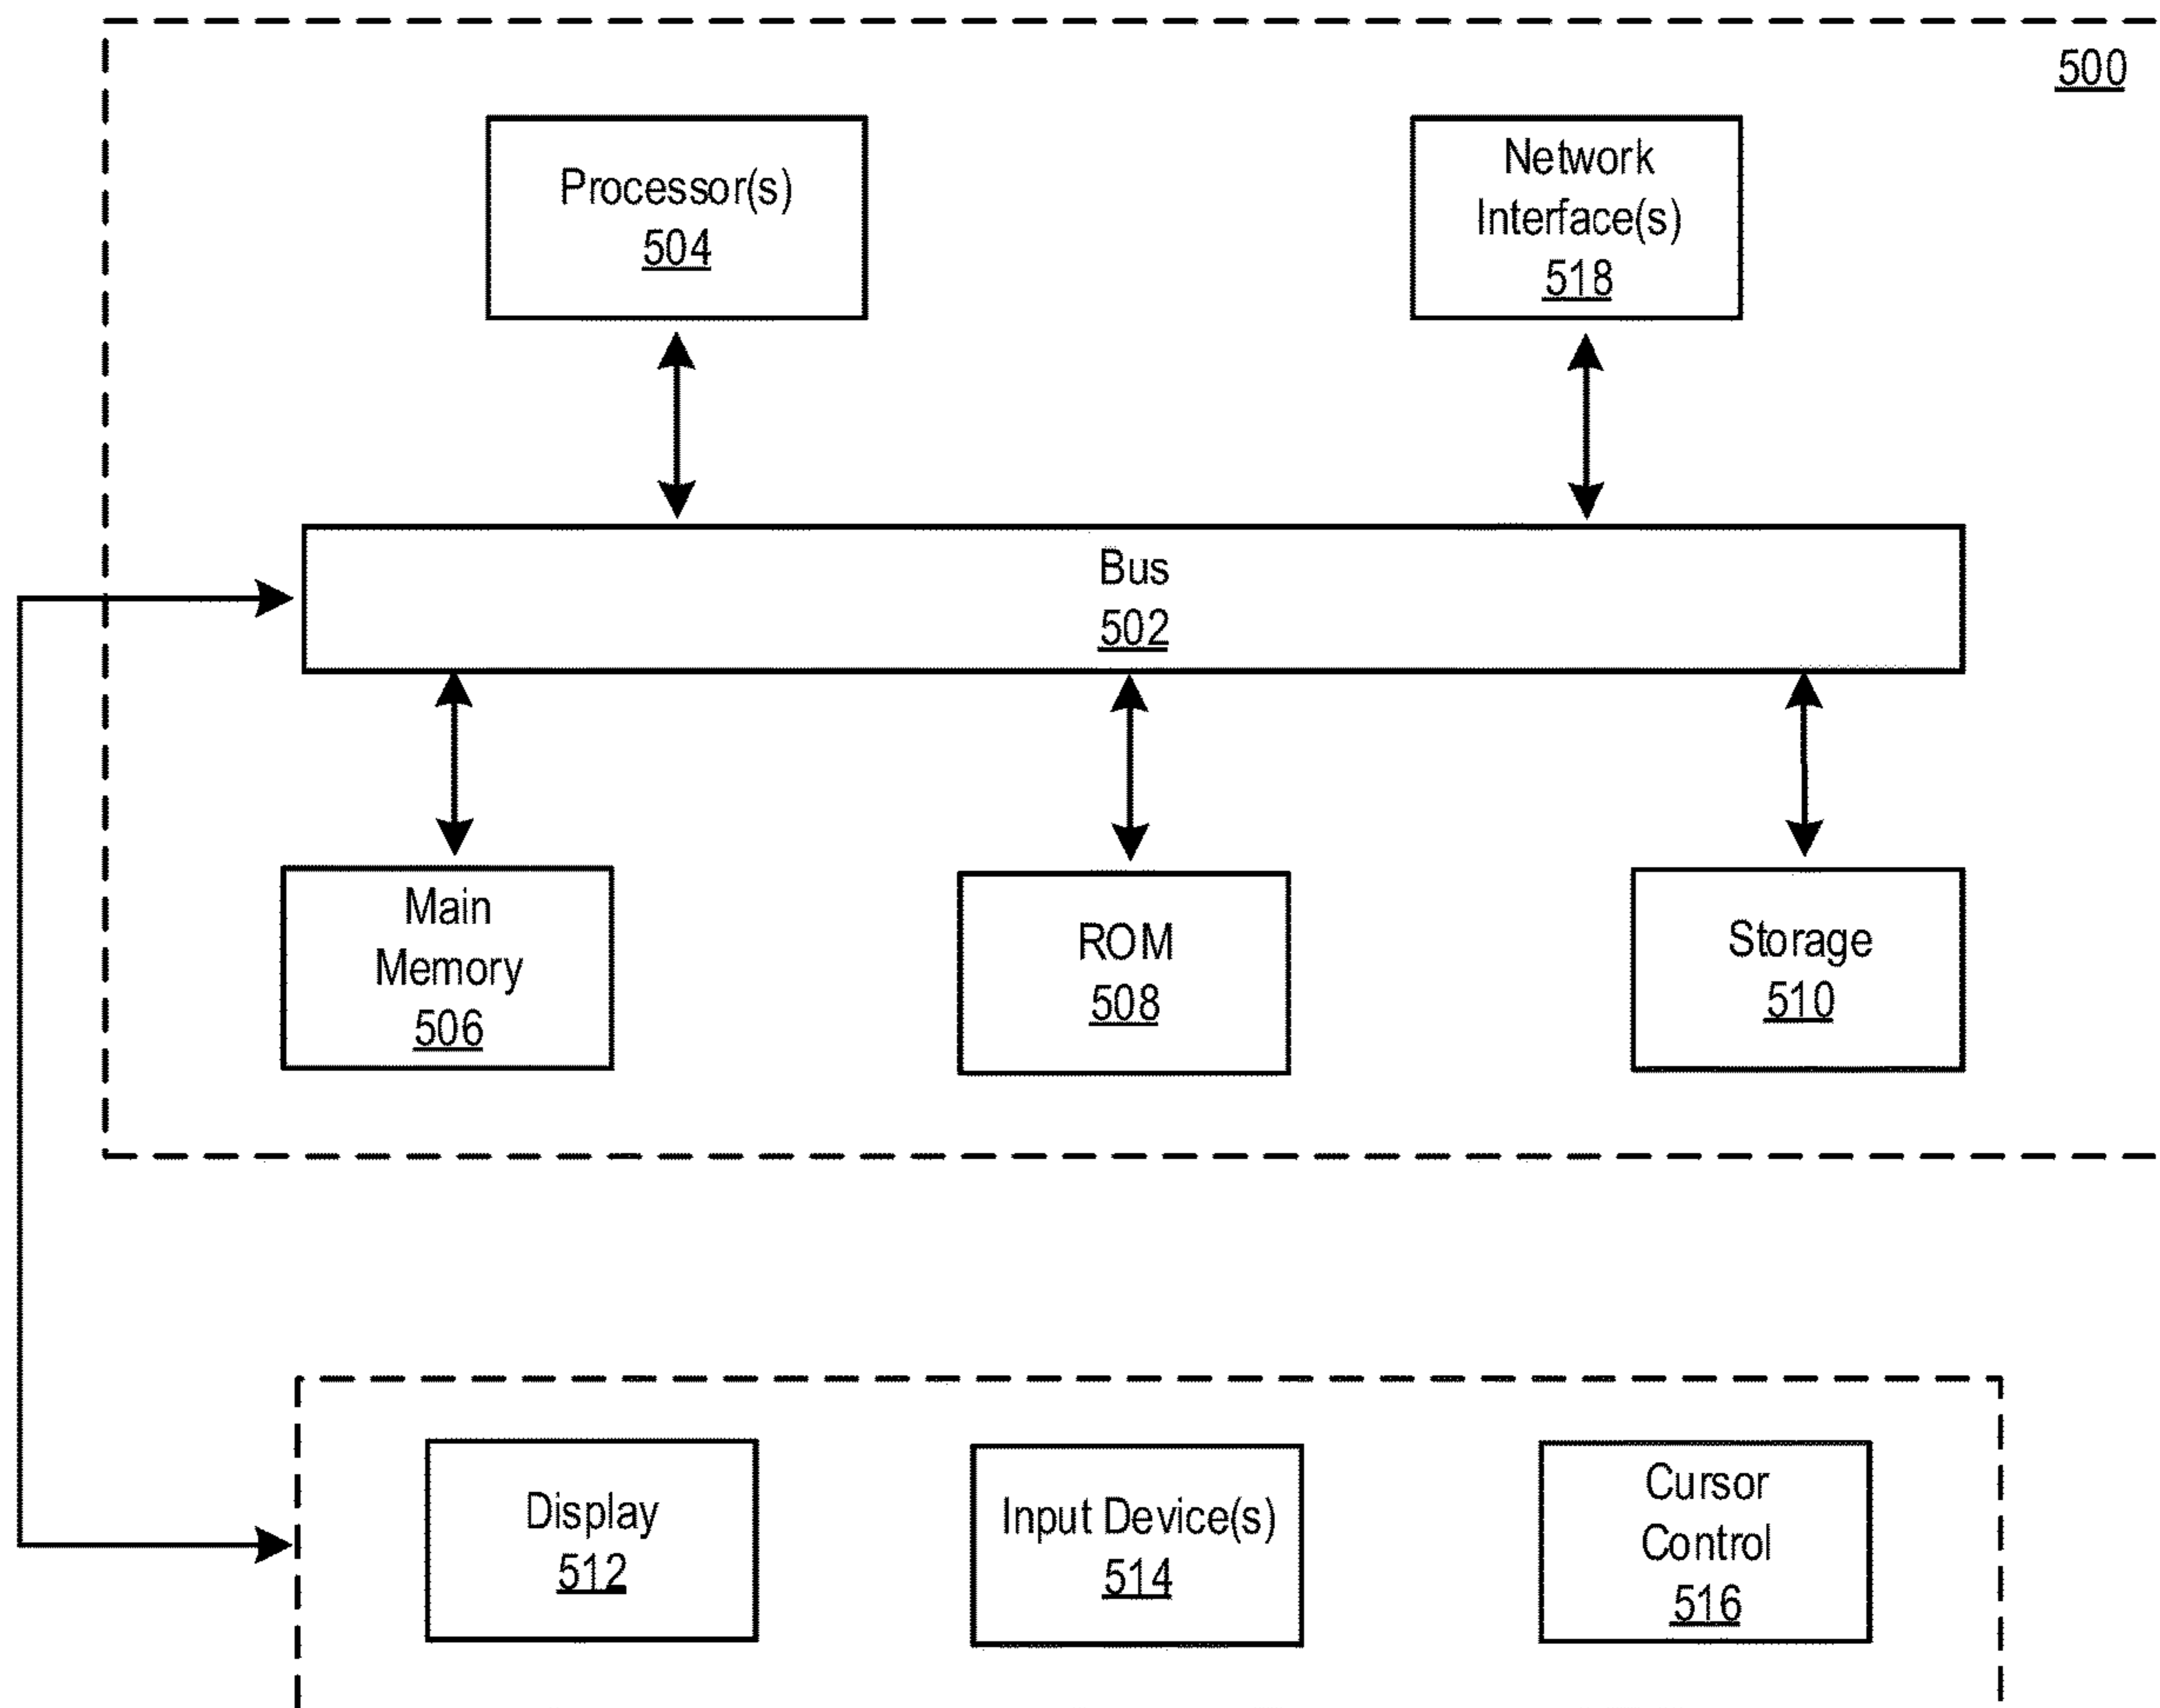 500
Processor(s)
504
Network
Interface(s)
518
Bus
502
Main
Memory
506
ROM
508
Storage
510
Display
512
Input Device(s)
514
Cursor
Control
516